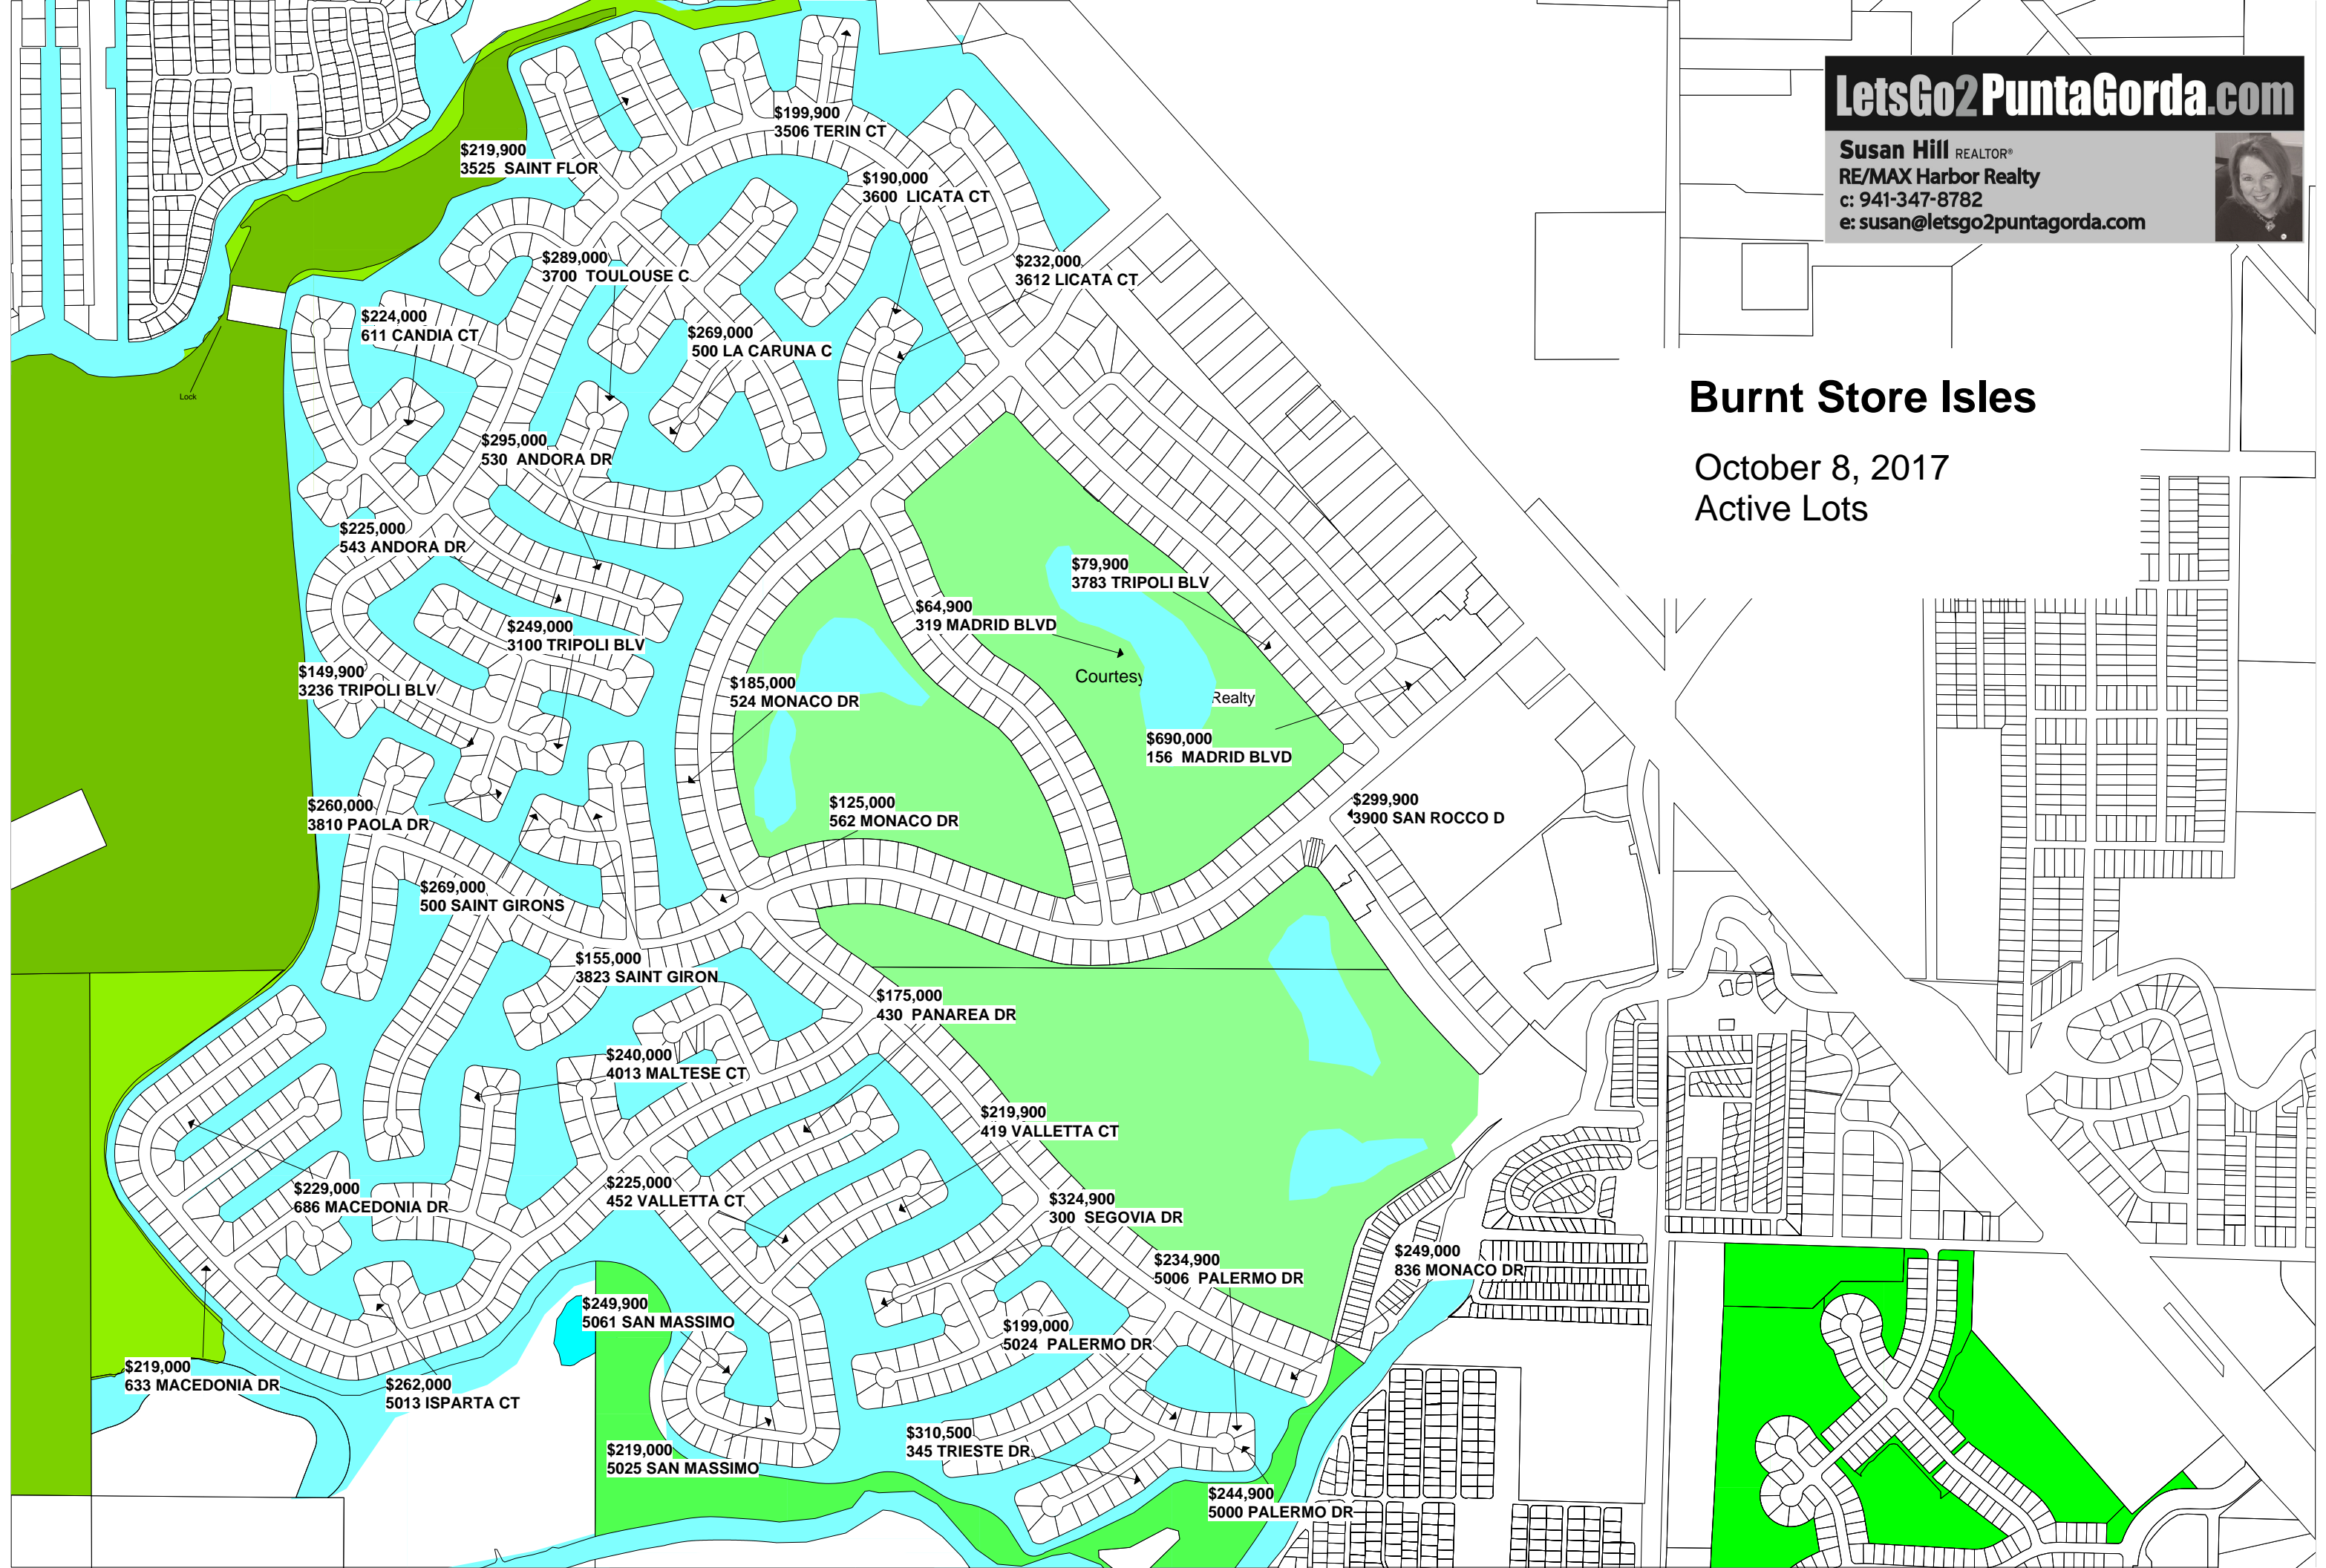 LetsGo2PuntaGorda.com
Susan Hill REALTOR®
RE/MAX Harbor Realty
c: 941-347-8782
e: susan@letsgo2puntagorda.com
Burnt Store Isles
October 8, 2017
Active Lots
$199,900
3506 TERIN CT
$219,900
3525 SAINT FLOR
$190,000
3600 LICATA CT
$289,000
3700 TOULOUSE C
$232,000
3612 LICATA CT
$224,000
611 CANDIA CT
$269,000
500 LA CARUNA C
Lock
$295,000
530 ANDORA DR
$225,000
543 ANDORA DR
$79,900
3783 TRIPOLI BLV
$64,900
319 MADRID BLVD
$249,000
3100 TRIPOLI BLV
Courtesy
Realty
$149,900
3236 TRIPOLI BLV
$185,000
524 MONACO DR
$690,000
156 MADRID BLVD
$260,000
3810 PAOLA DR
$125,000
562 MONACO DR
$299,900
3900 SAN ROCCO D
$269,000
500 SAINT GIRONS
$155,000
3823 SAINT GIRON
$175,000
430 PANAREA DR
$240,000
4013 MALTESE CT
$219,900
419 VALLETTA CT
$229,000
686 MACEDONIA DR
$225,000
452 VALLETTA CT
$324,900
300 SEGOVIA DR
$234,900
5006 PALERMO DR
$249,000
836 MONACO DR
$249,900
5061 SAN MASSIMO
$199,000
5024 PALERMO DR
$219,000
633 MACEDONIA DR
$262,000
5013 ISPARTA CT
$219,000
5025 SAN MASSIMO
$310,500
345 TRIESTE DR
$244,900
5000 PALERMO DR